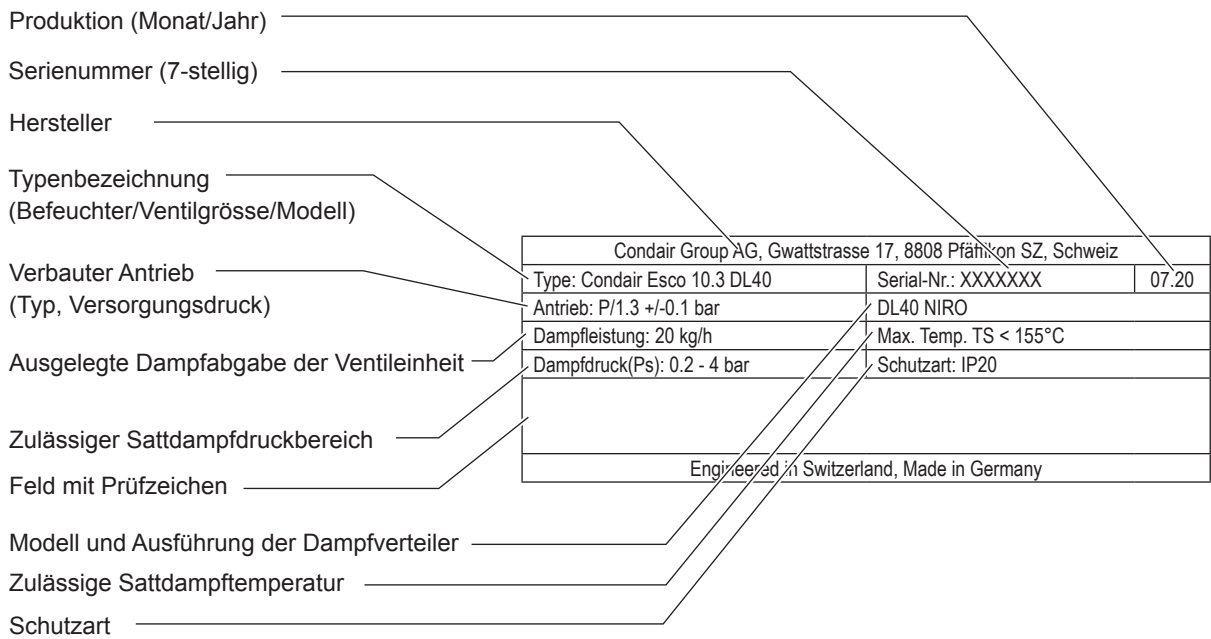 Produktion (Monat/Jahr)
Serienummer (7-stellig)
Hersteller
Typenbezeichnung
(Befeuchter/Ventilgrösse/Modell)
Verbauter Antrieb
(Typ, Versorgungsdruck)
Ausgelegte Dampfabgabe der Ventileinheit
Zulässiger Sattdampfdruckbereich
Feld mit Prüfzeichen
Modell und Ausführung der Dampfverteiler
Zulässige Sattdampftemperatur
Schutzart
Condair Group AG, Gwattstrasse 17, 8808 Pfäffikon SZ, Schweiz
Type: Condair Esco 10.3 DL40 Serial-Nr.: XXXXXXX 07.20
Antrieb: P/1.3 +/-0.1 bar DL40 NIRO
Dampfleistung: 20 kg/h Max. Temp. TS < 155°C
Dampfdruck(Ps): 0.2 - 4 bar Schutzart: IP20
Engineered in Switzerland, Made in Germany